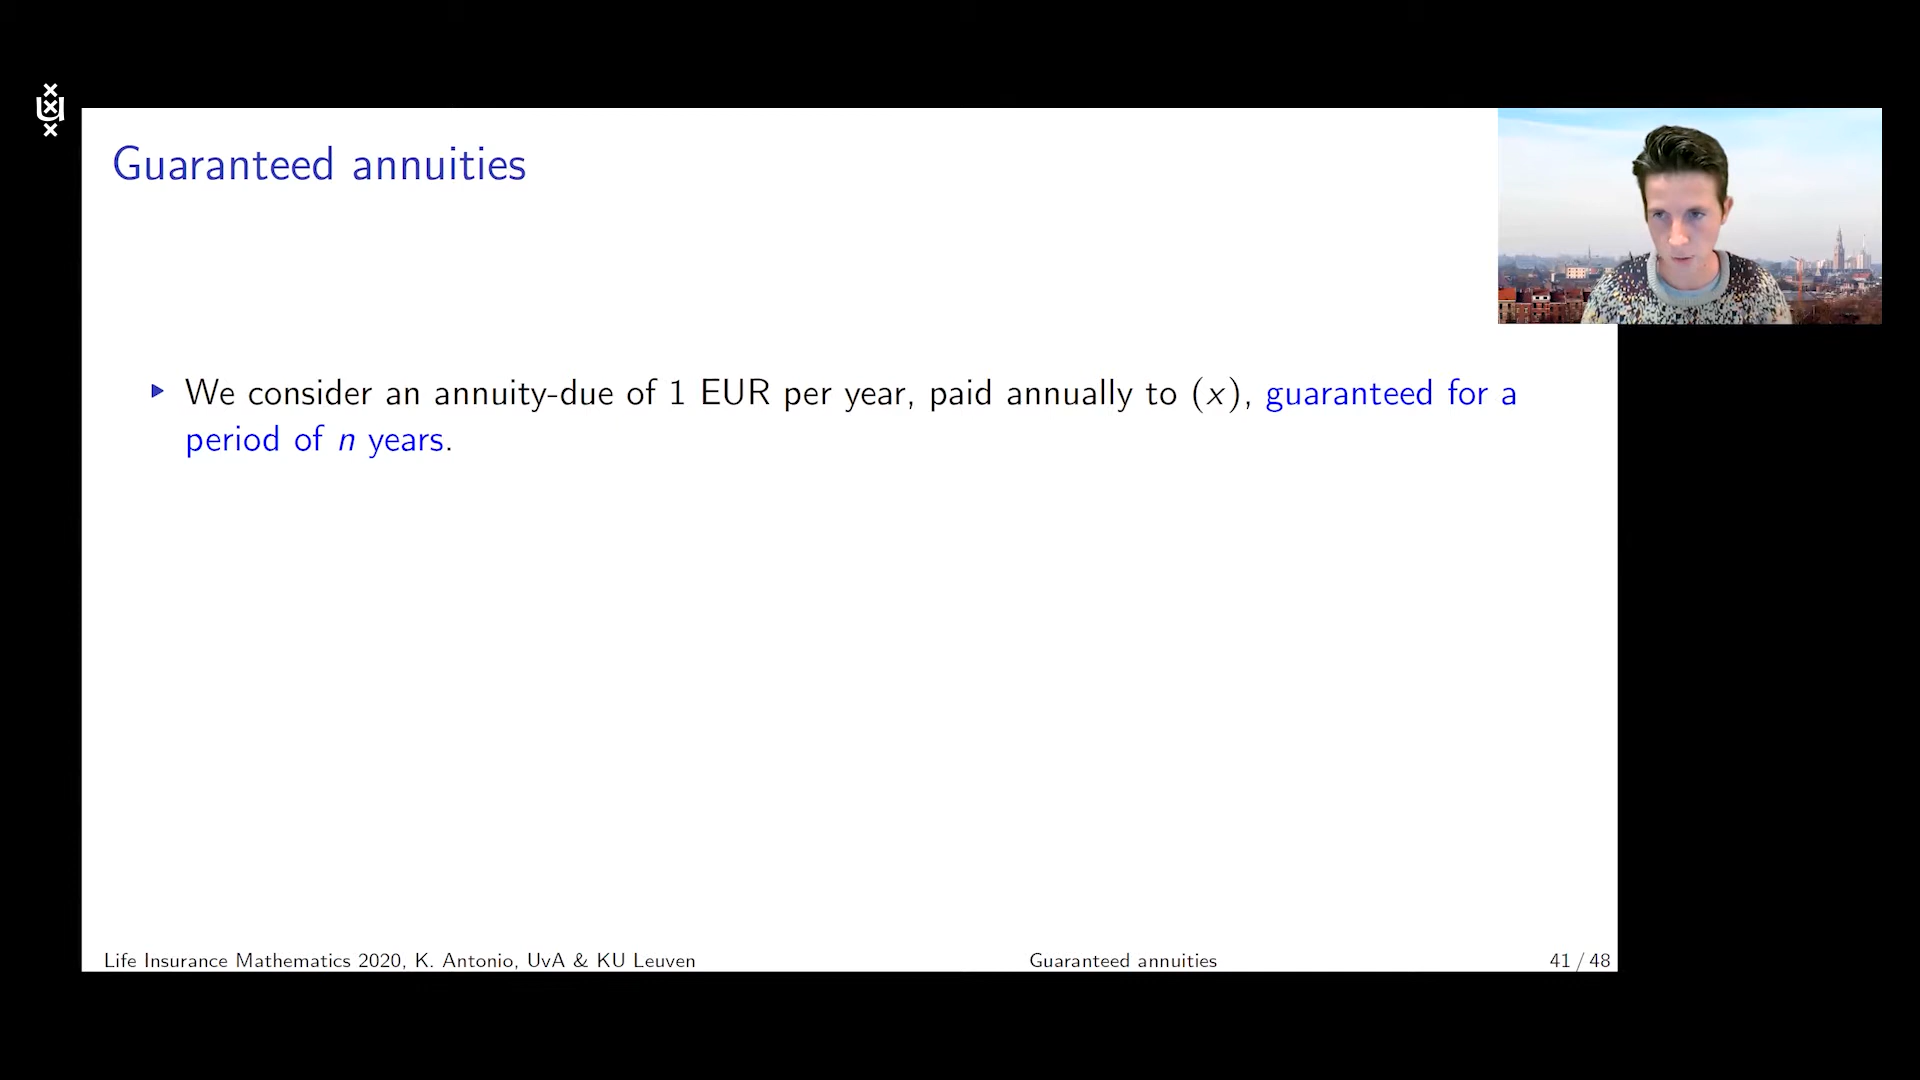 Guaranteed annuities
We consider an annuity-due of 1 EUR per year, paid annually to (x), guaranteed for a
period of n years.
Life Insurance Mathematics 2020, K. Antonio, UvA & KU Leuven
Guaranteed annuities
41 / 48